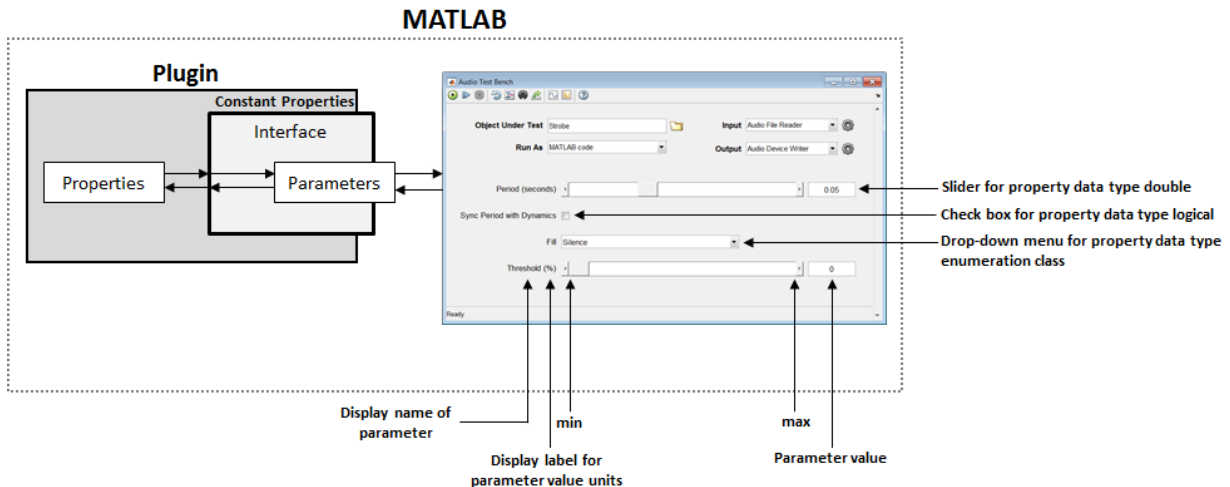 MATLAB
Plugin
Constant Properties
Interface
Properties
Parameters
Audio Test Bench
Object Under Test Strobe
Input Audio File Reader
Run As MATLAB code
Output Audio Device Writer
Period (seconds) 0.05
Sync Period with Dynamics
Fill Silence
Threshold (%) 0
Ready
Slider for property data type double
Check box for property data type logical
Drop-down menu for property data type
enumeration class
Display name of
parameter
min
max
Display label for
parameter value units
Parameter value